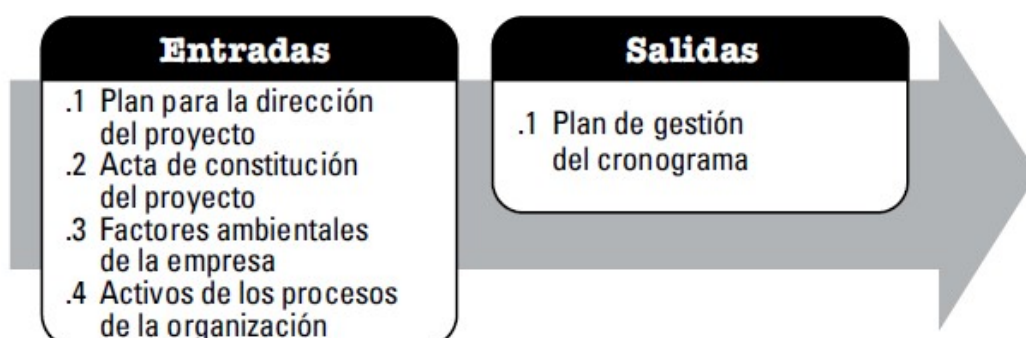 Entradas
.1 Plan para la dirección
del proyecto
.2 Acta de constitución
del proyecto
.3 Factores ambientales
de la empresa
.4 Activos de los procesos
de la organización
Salidas
.1 Plan de gestión
del cronograma